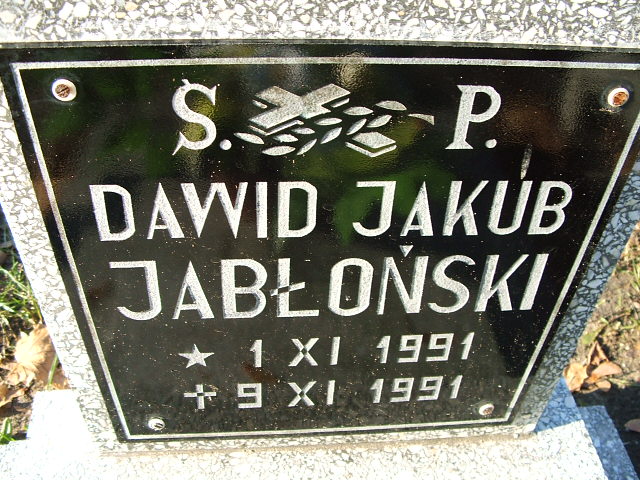 Ś. P.
DAWID JAKUB
JABŁOŃSKI
★ 1 XI 1991
✝ 9 XI 1991